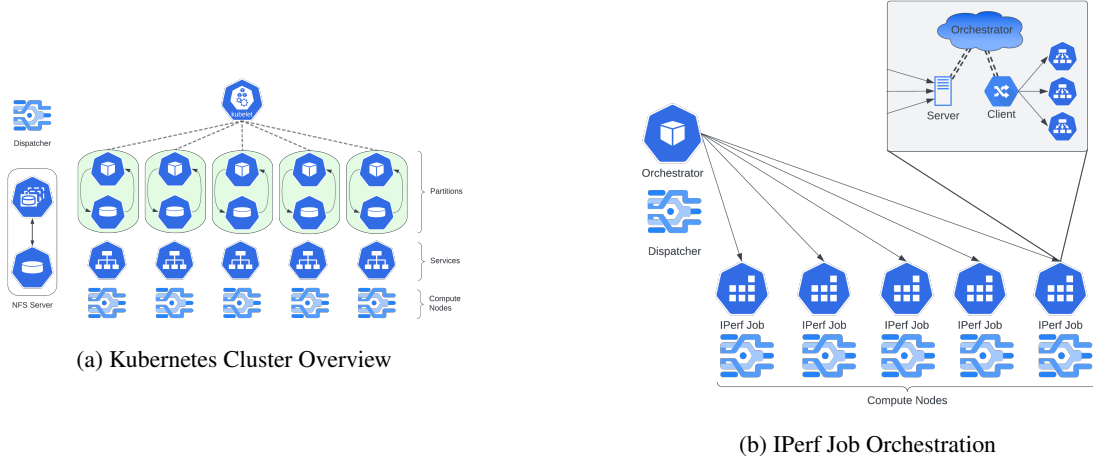 kubelet
Dispatcher
Partitions
Services
NFS Server
Compute
Nodes
(a) Kubernetes Cluster Overview
Orchestrator
Server
Client
Orchestrator
Dispatcher
IPerf Job
IPerf Job
IPerf Job
IPerf Job
IPerf Job
Compute Nodes
(b) IPerf Job Orchestration